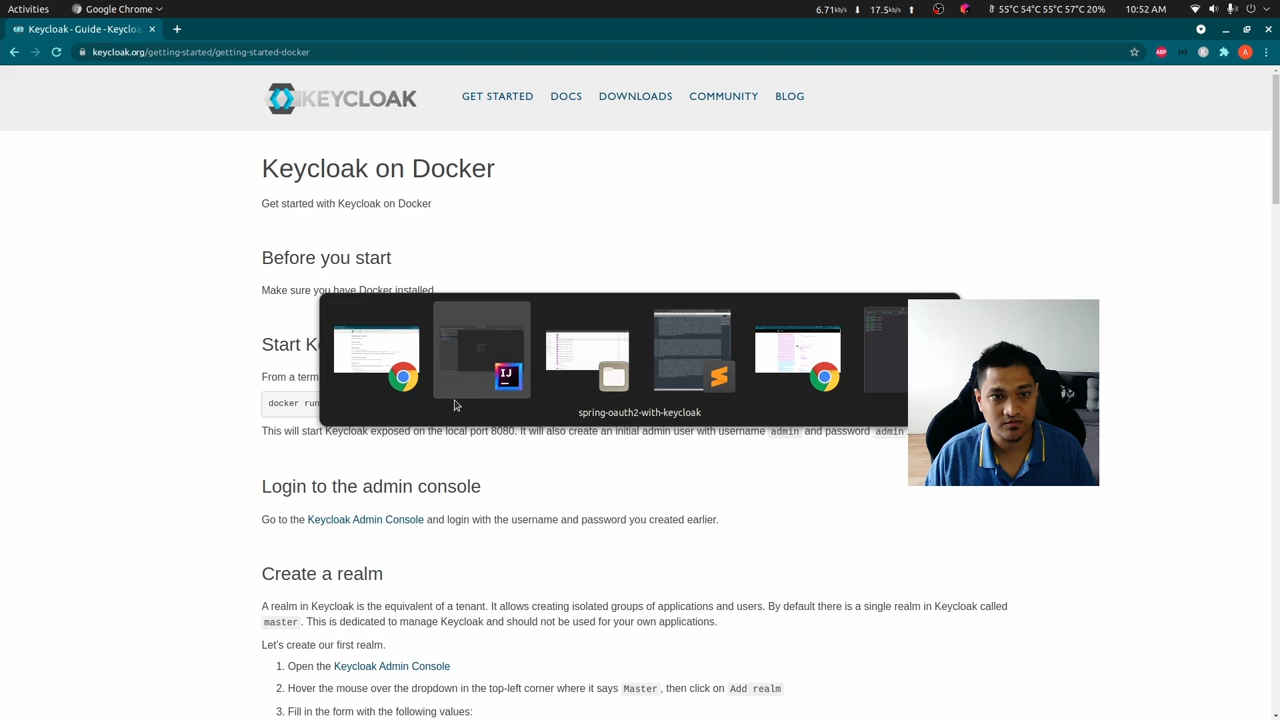 Activities
Google Chrome
6.71kb/s
17.5kb/s
55°C 54°C 55°C 57°C 20%
10:52 AM
Keycloak - Guide - Keyclo
keycloak.org/getting-started/getting-started-docker
ABP
A
KEYCLOAK
GET STARTED
DOCS
DOWNLOADS
COMMUNITY
BLOG
Keycloak on Docker
Get started with Keycloak on Docker
Before you start
Make sure you have Docker installed.
Start K
From a term
docker run
IJ
spring-oauth2-with-keycloak
This will start Keycloak exposed on the local port 8080. It will also create an initial admin user with username admin and password admin
Login to the admin console
Go to the Keycloak Admin Console and login with the username and password you created earlier.
Create a realm
A realm in Keycloak is the equivalent of a tenant. It allows creating isolated groups of applications and users. By default there is a single realm in Keycloak called
master. This is dedicated to manage Keycloak and should not be used for your own applications.
Let's create our first realm.
1. Open the Keycloak Admin Console
2. Hover the mouse over the dropdown in the top-left corner where it says Master, then click on Add realm
3. Fill in the form with the following values: